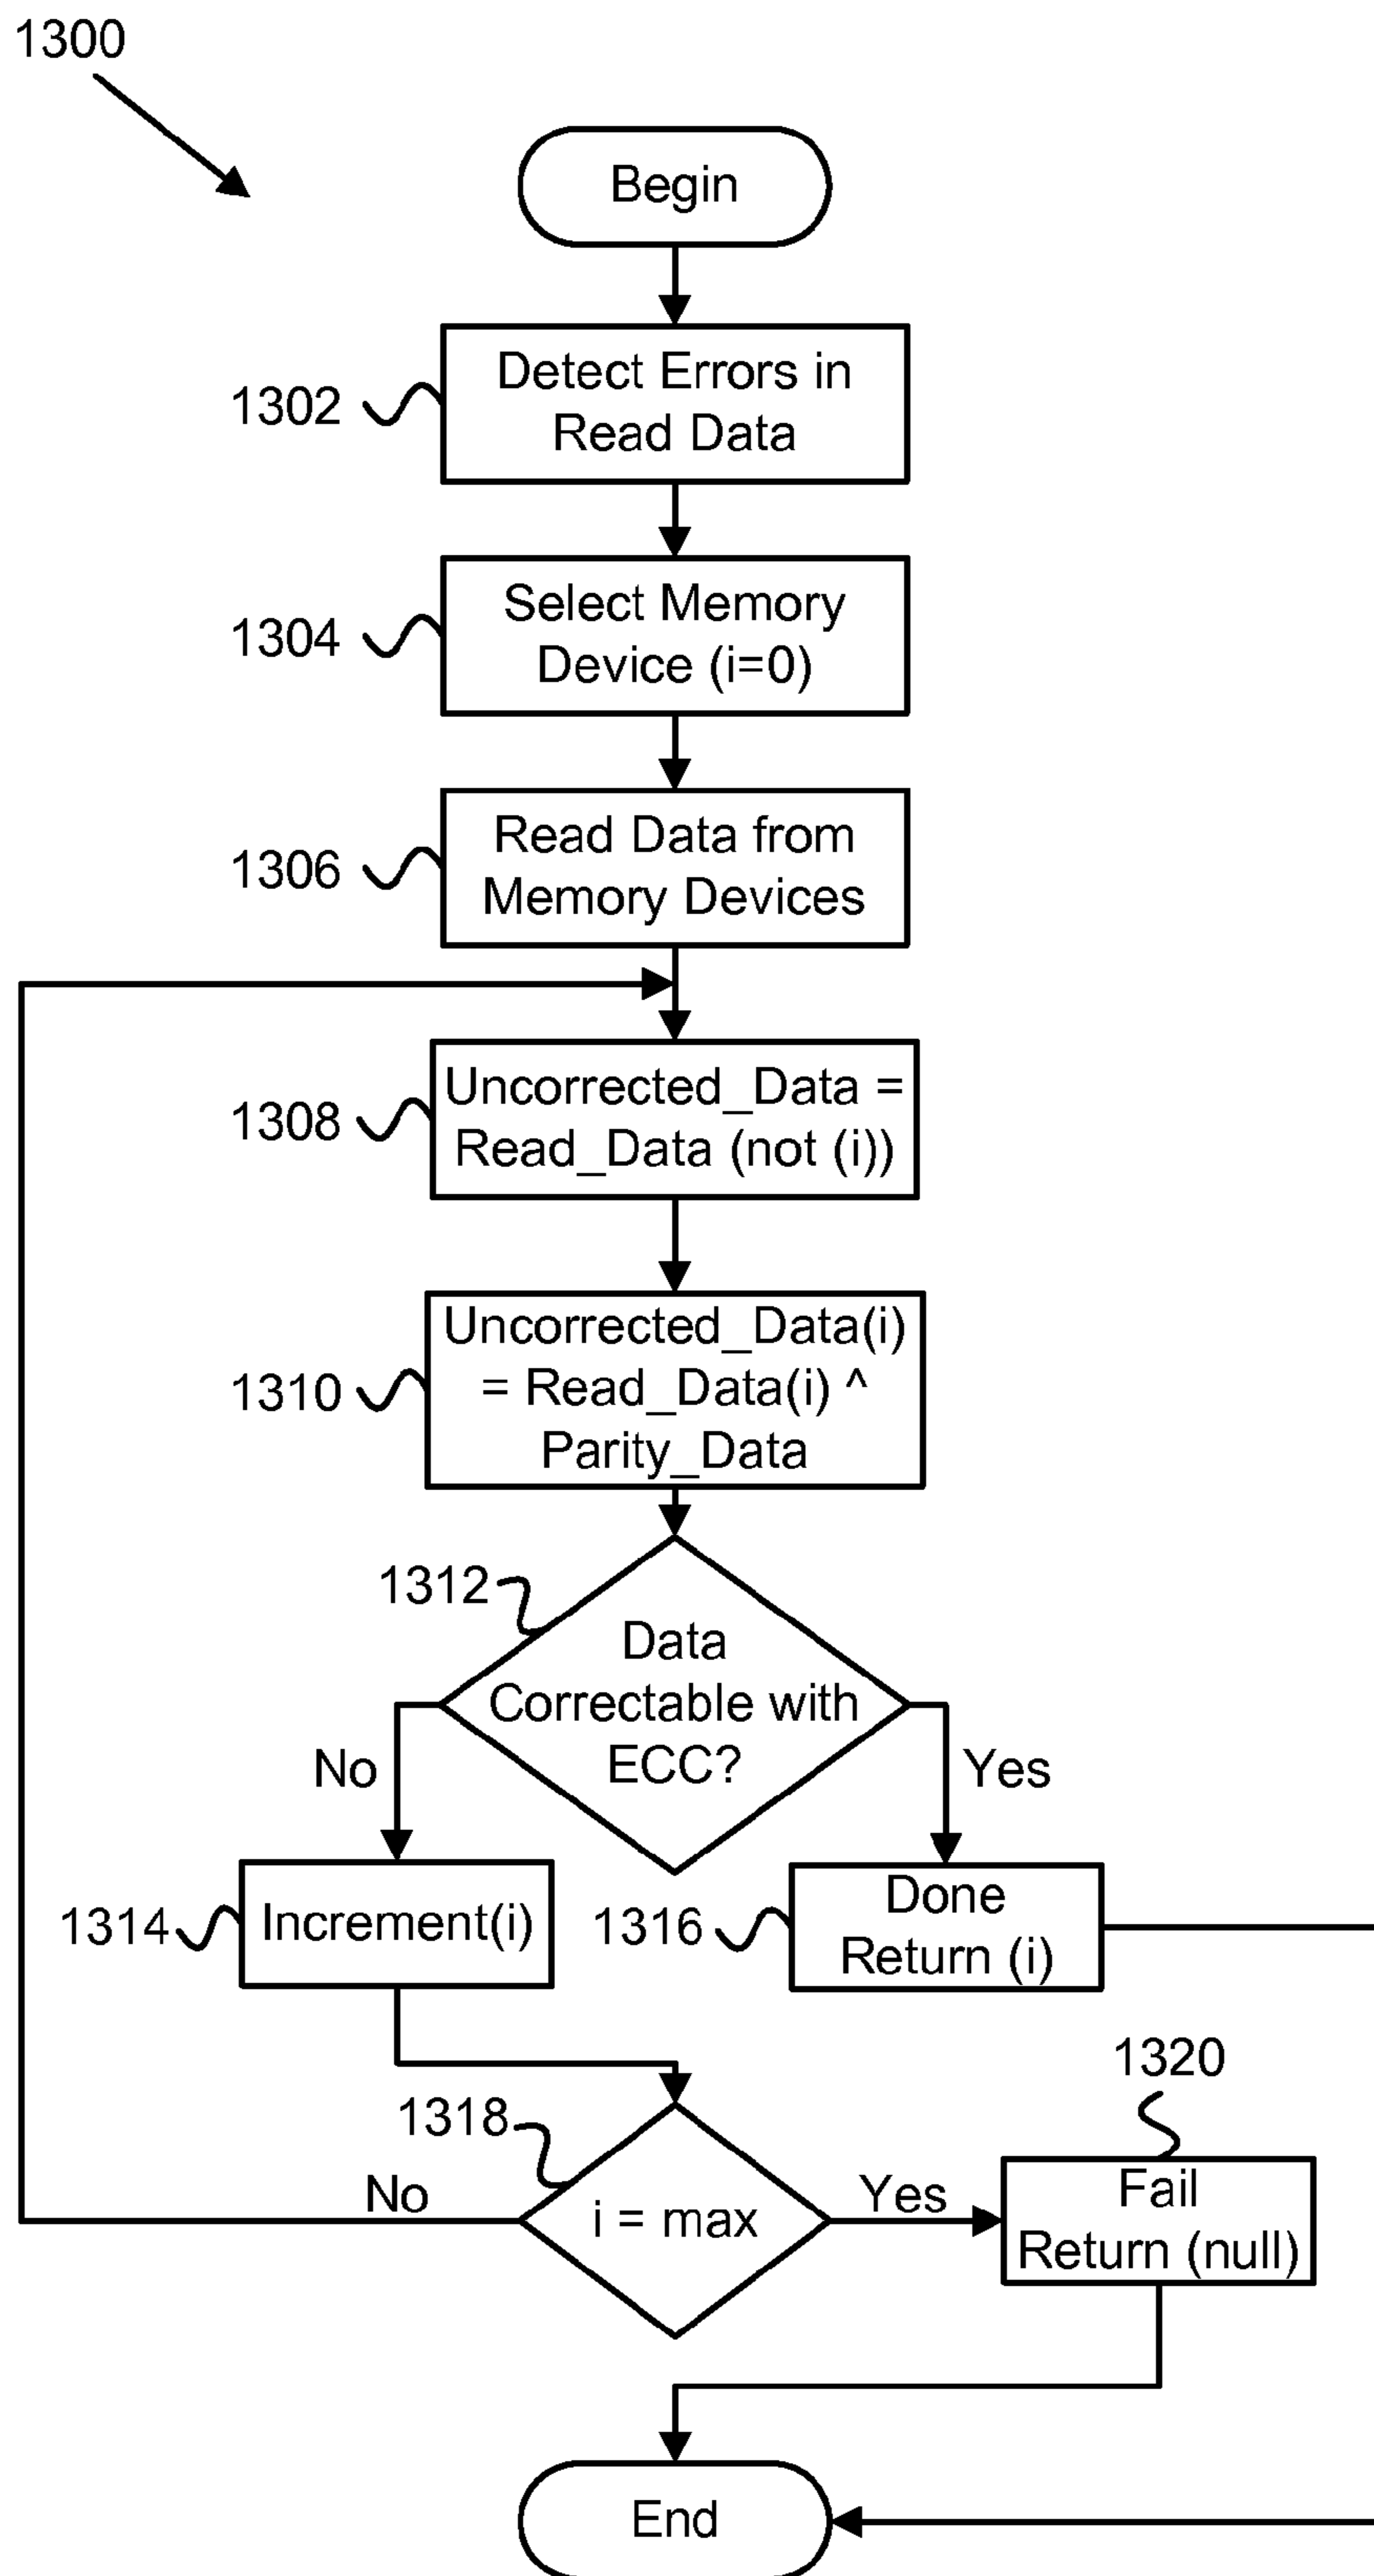 1300
Begin
1302
Detect Errors in
Read Data
1304
Select Memory
Device (i=0)
1306
Read Data from
Memory Devices
1308
Uncorrected_Data =
Read_Data (not (i))
1310
Uncorrected_Data(i)
= Read_Data(i) ^
Parity_Data
1312
Data
Correctable with
ECC?
No
Yes
1314
Increment(i)
1316
Done
Return (i)
1318
i = max
No
Yes
1320
Fail
Return (null)
End